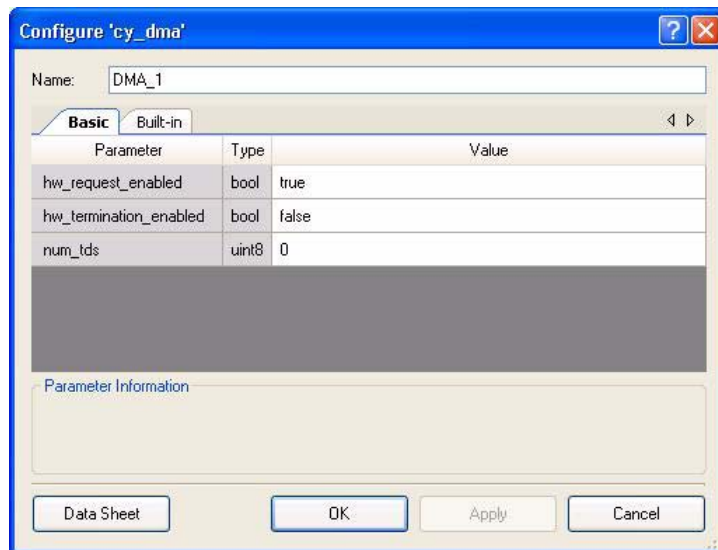 Configure 'cy_dma'
Name: DMA_1
Basic Built-in
Parameter Type Value
hw_request_enabled bool true
hw_termination_enabled bool false
num_tds uint8 0
Parameter Information
Data Sheet OK Apply Cancel